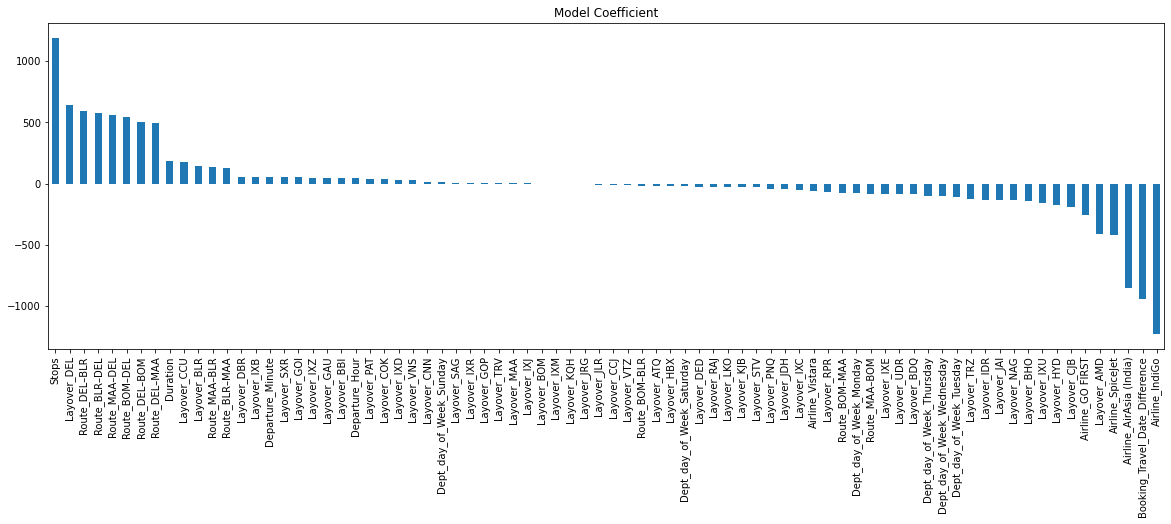 Model Coefficient
1000
500
0
−500
−1000
Stops
Layover_DEL
Route_DEL-BLR
Route_BLR-DEL
Route_MAA-DEL
Route_BOM-DEL
Route_DEL-BOM
Route_DEL-MAA
Duration
Layover_CCU
Layover_BLR
Route_MAA-BLR
Route_BLR-MAA
Layover_DBR
Layover_IXB
Departure_Minute
Layover_SXR
Layover_GOI
Layover_IXZ
Layover_GAU
Layover_BBI
Departure_Hour
Layover_PAT
Layover_COK
Layover_IXD
Layover_VNS
Layover_CNN
Dept_day_of_Week_Sunday
Layover_SAG
Layover_IXR
Layover_GOP
Layover_TRV
Layover_MAA
Layover_IXJ
Layover_BOM
Layover_IXM
Layover_KQH
Layover_JRG
Layover_JLR
Layover_CCJ
Layover_VTZ
Route_BOM-BLR
Layover_ATQ
Layover_HBX
Dept_day_of_Week_Saturday
Layover_DED
Layover_RAJ
Layover_LKO
Layover_KJB
Layover_STV
Layover_PNQ
Layover_JDH
Layover_IXC
Airline_Vistara
Layover_RPR
Route_BOM-MAA
Dept_day_of_Week_Monday
Route_MAA-BOM
Layover_IXE
Layover_UDR
Layover_BDQ
Dept_day_of_Week_Thursday
Dept_day_of_Week_Wednesday
Dept_day_of_Week_Tuesday
Layover_TRZ
Layover_IDR
Layover_JAI
Layover_NAG
Layover_BHO
Layover_IXU
Layover_HYD
Layover_CJB
Airline_GO FIRST
Layover_AMD
Airline_SpiceJet
Airline_AirAsia (India)
Booking_Travel_Date_Difference
Airline_IndiGo